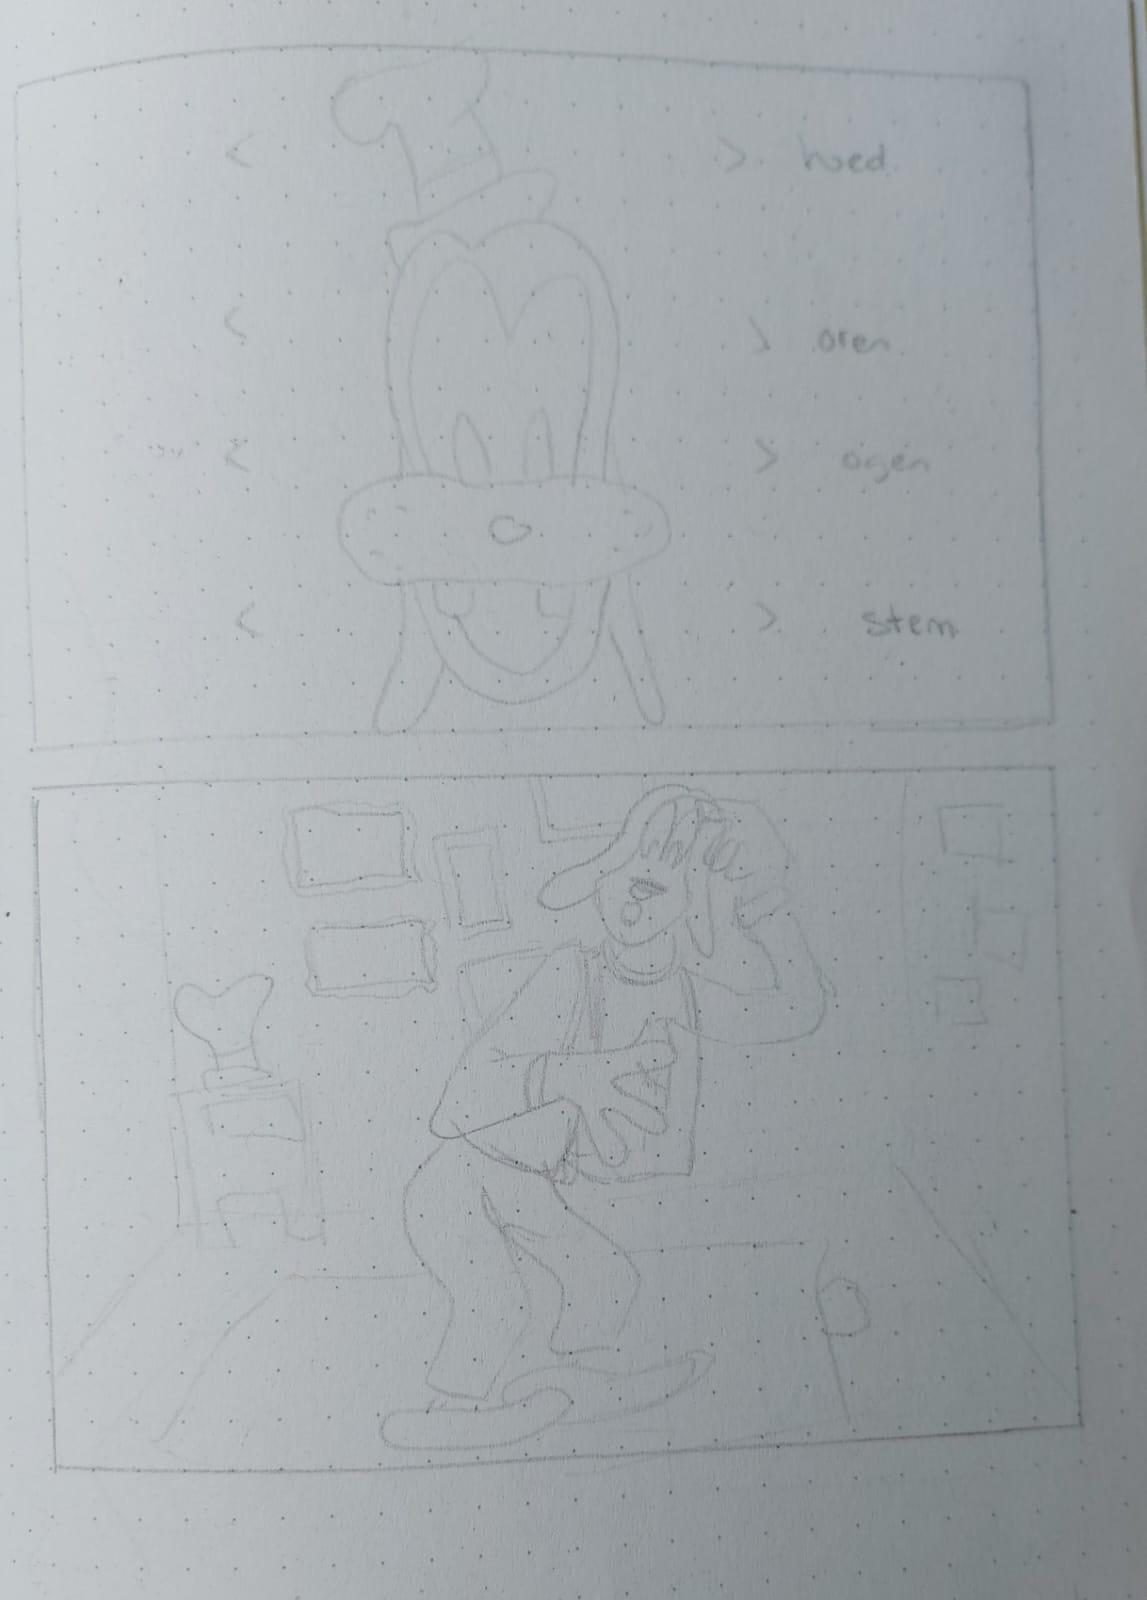 < > hoed
< > oren
< > ogen
< > stem